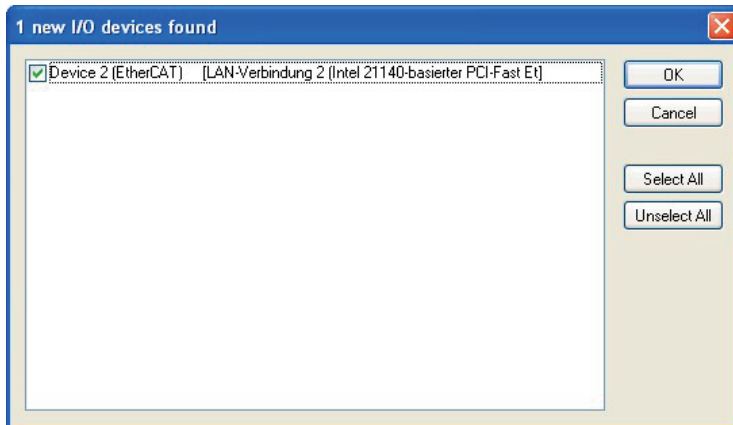 1 new I/O devices found
Device 2 (EtherCAT) [LAN-Verbindung 2 (Intel 21140-basierter PCI-Fast Et]
OK
Cancel
Select All
Unselect All